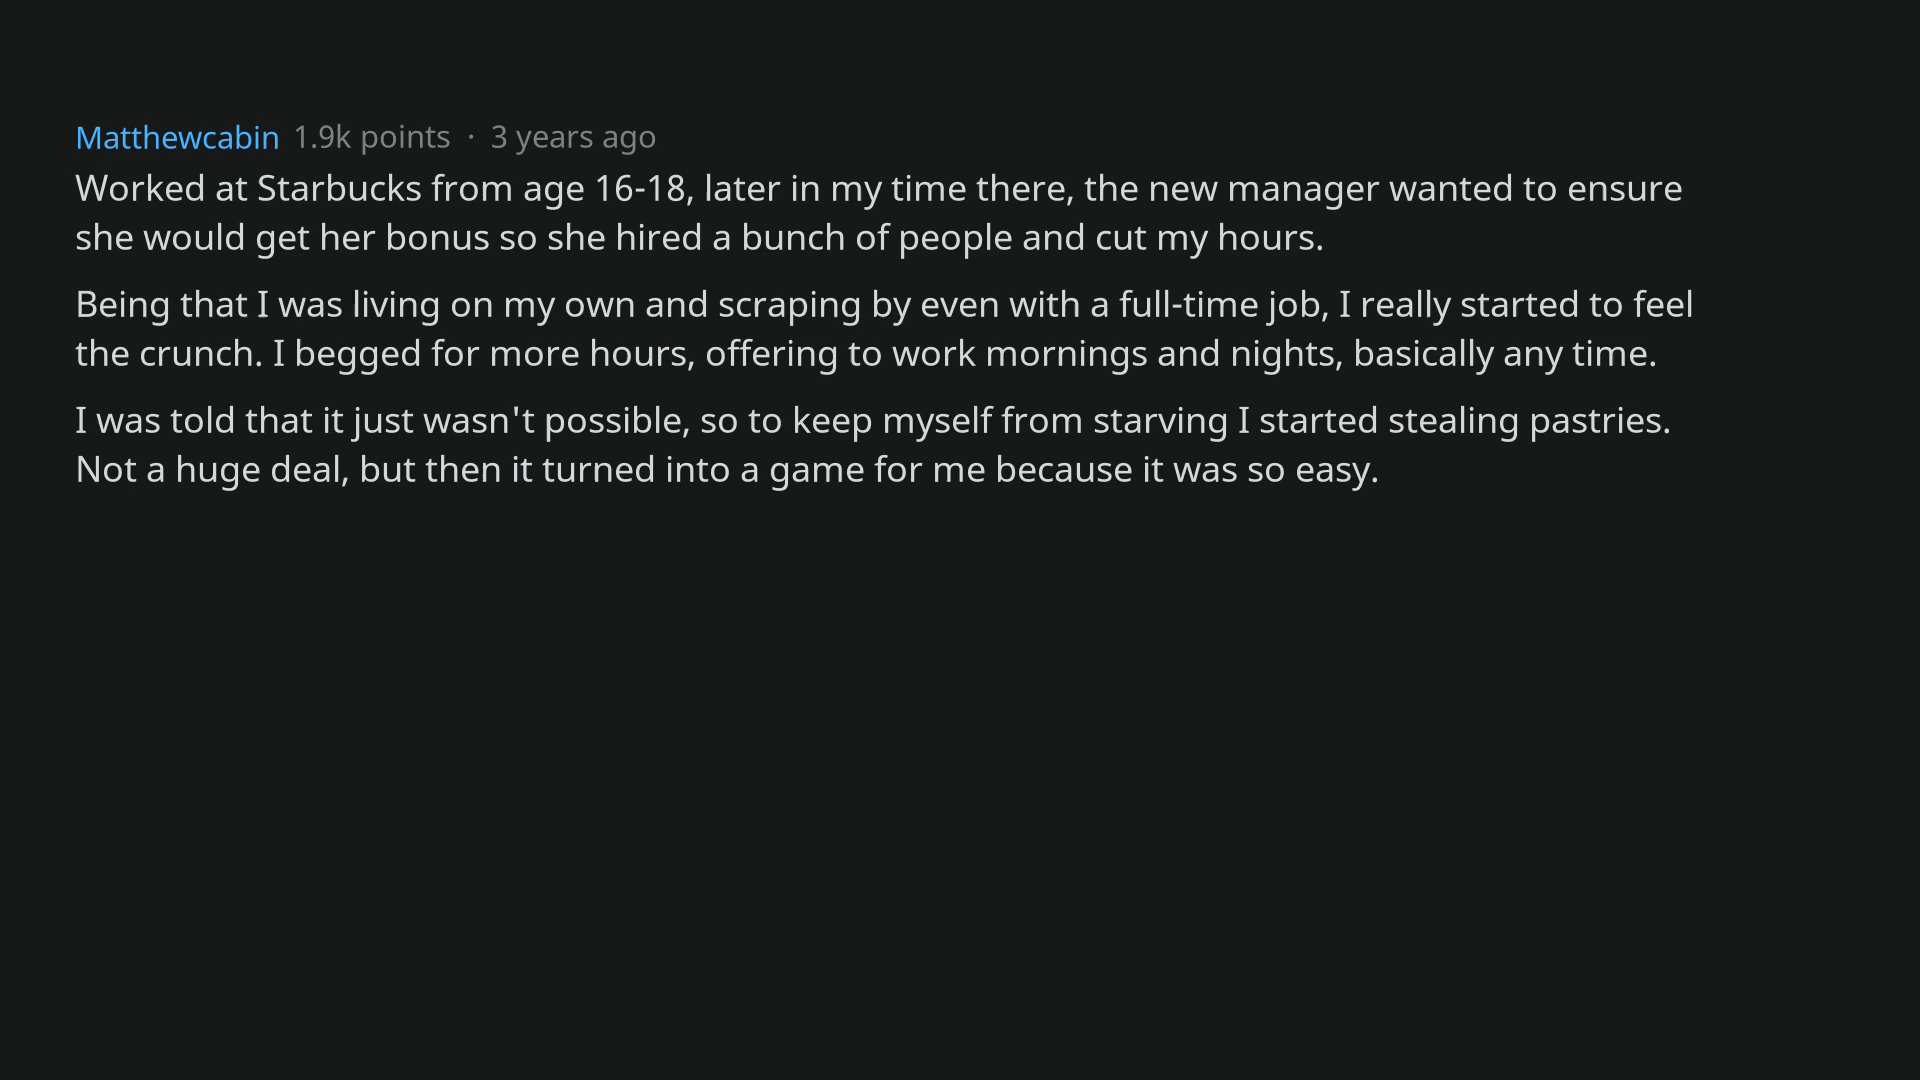 Matthewcabin 1.9k points · 3 years ago
Worked at Starbucks from age 16-18, later in my time there, the new manager wanted to ensure
she would get her bonus so she hired a bunch of people and cut my hours.
Being that I was living on my own and scraping by even with a full-time job, I really started to feel
the crunch. I begged for more hours, offering to work mornings and nights, basically any time.
I was told that it just wasn't possible, so to keep myself from starving I started stealing pastries.
Not a huge deal, but then it turned into a game for me because it was so easy.